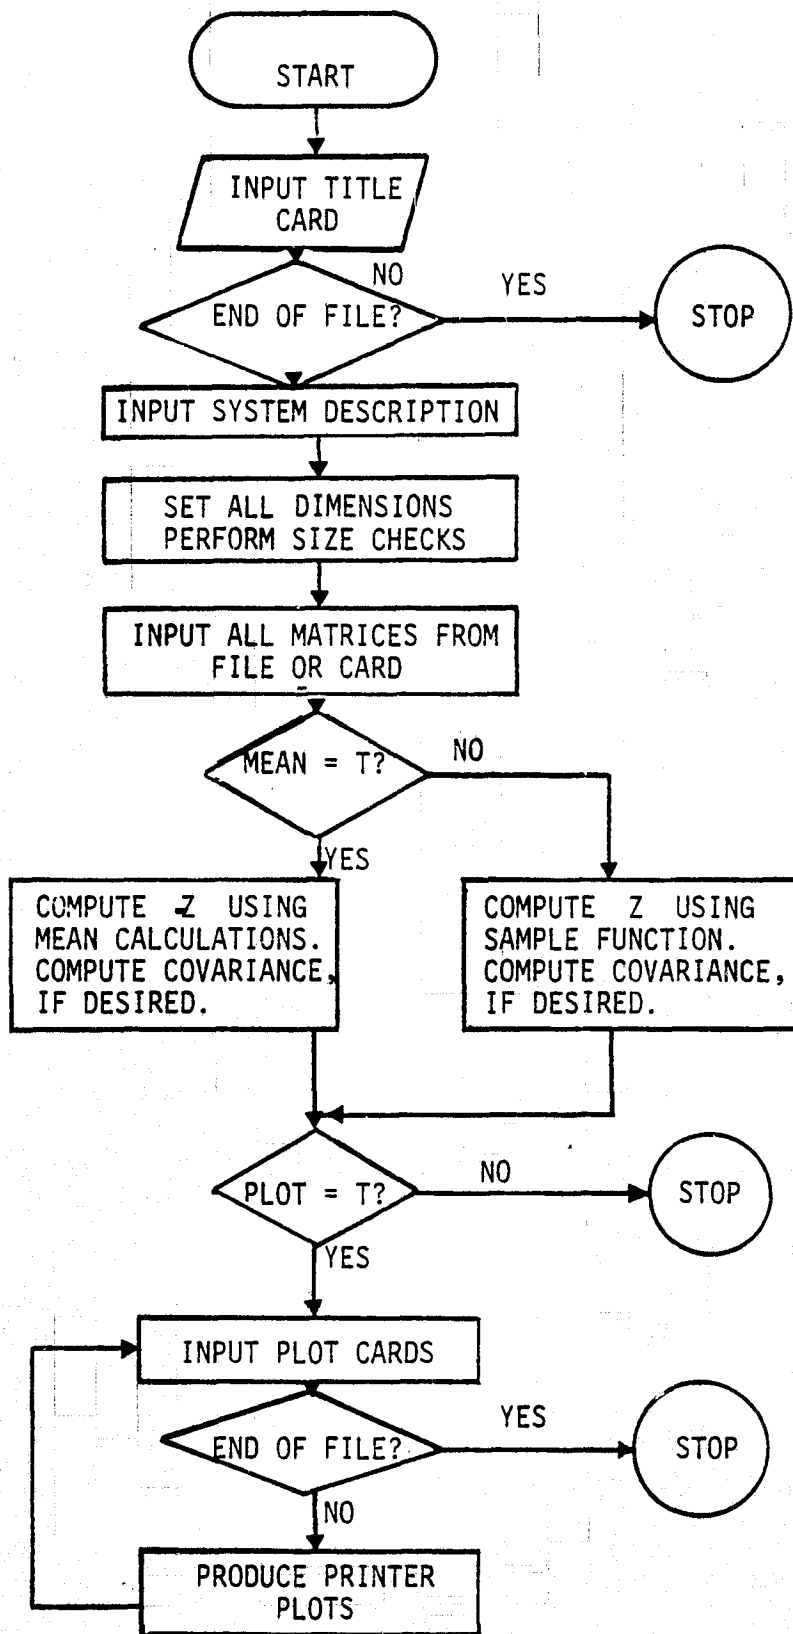 START
INPUT TITLE
CARD
NO
YES
END OF FILE?
STOP
INPUT SYSTEM DESCRIPTION
SET ALL DIMENSIONS
PERFORM SIZE CHECKS
INPUT ALL MATRICES FROM
FILE OR CARD
MEAN = T?
NO
YES
COMPUTE Z USING
MEAN CALCULATIONS.
COMPUTE COVARIANCE,
IF DESIRED.
COMPUTE Z USING
SAMPLE FUNCTION.
COMPUTE COVARIANCE,
IF DESIRED.
PLOT = T?
NO
STOP
YES
INPUT PLOT CARDS
END OF FILE?
YES
STOP
NO
PRODUCE PRINTER
PLOTS